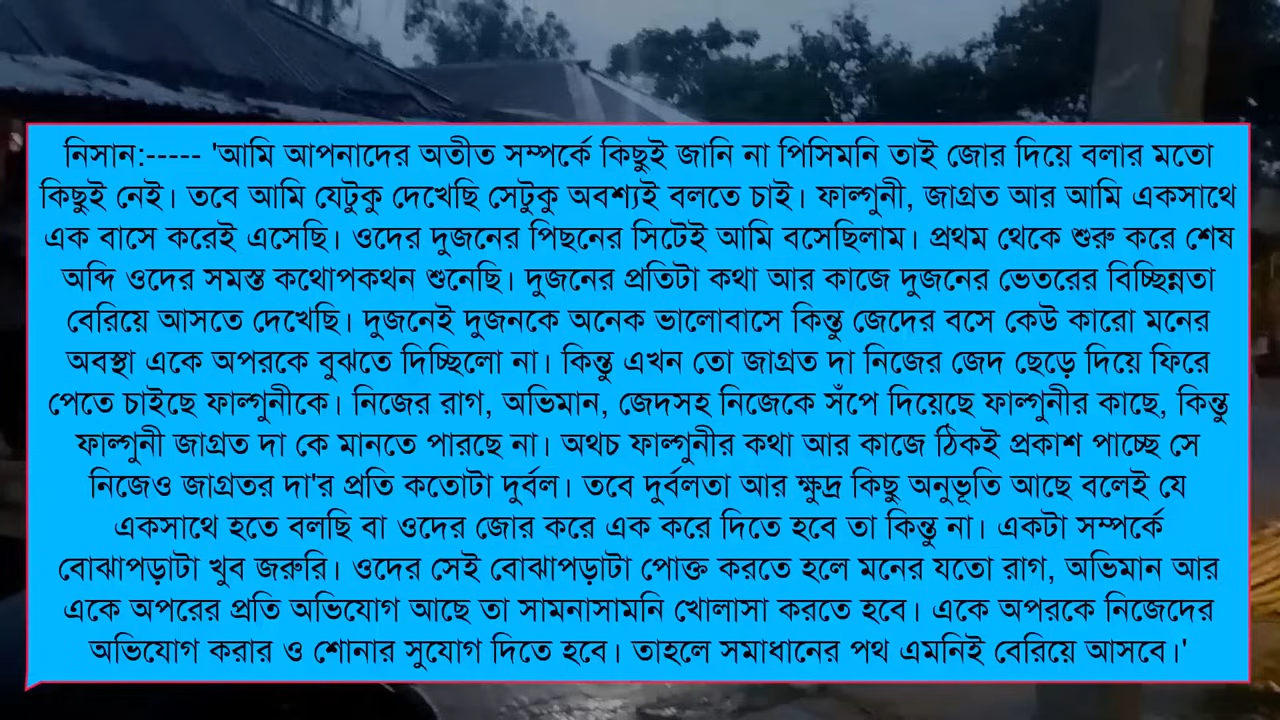 নিসান:----- 'আমি আপনাদের অতীত সম্পর্কে কিছুই জানি না পিসিমনি তাই জোর দিয়ে বলার মতো
কিছুই নেই। তবে আমি যেটুকু দেখেছি সেটুকু অবশ্যই বলতে চাই। ফাল্গুনী, জাগ্রত আর আমি একসাথে
এক বাসে করেই এসেছি। ওদের দুজনের পিছনের সিটেই আমি বসেছিলাম। প্রথম থেকে শুরু করে শেষ
অব্দি ওদের সমস্ত কথোপকথন শুনেছি। দুজনের প্রতিটা কথা আর কাজে দুজনের ভেতরের বিচ্ছিন্নতা
বেরিয়ে আসতে দেখেছি। দুজনেই দুজনকে অনেক ভালোবাসে কিন্তু জেদের বসে কেউ কারো মনের
অবস্থা একে অপরকে বুঝতে দিচ্ছিলো না। কিন্তু এখন তো জাগ্রত দা নিজের জেদ ছেড়ে দিয়ে ফিরে
পেতে চাইছে ফাল্গুনীকে। নিজের রাগ, অভিমান, জেদসহ নিজেকে সঁপে দিয়েছে ফাল্গুনীর কাছে, কিন্তু
ফাল্গুনী জাগ্রত দা কে মানতে পারছে না। অথচ ফাল্গুনীর কথা আর কাজে ঠিকই প্রকাশ পাচ্ছে সে
নিজেও জাগ্রতর দা'র প্রতি কতোটা দুর্বল। তবে দুর্বলতা আর ক্ষুদ্র কিছু অনুভূতি আছে বলেই যে
একসাথে হতে বলছি বা ওদের জোর করে এক করে দিতে হবে তা কিন্তু না। একটা সম্পর্কে
বোঝাপড়াটা খুব জরুরি। ওদের সেই বোঝাপড়াটা পোক্ত করতে হলে মনের যতো রাগ, অভিমান আর
একে অপরের প্রতি অভিযোগ আছে তা সামনাসামনি খোলাসা করতে হবে। একে অপরকে নিজেদের
অভিযোগ করার ও শোনার সুযোগ দিতে হবে। তাহলে সমাধানের পথ এমনিই বেরিয়ে আসবে।'